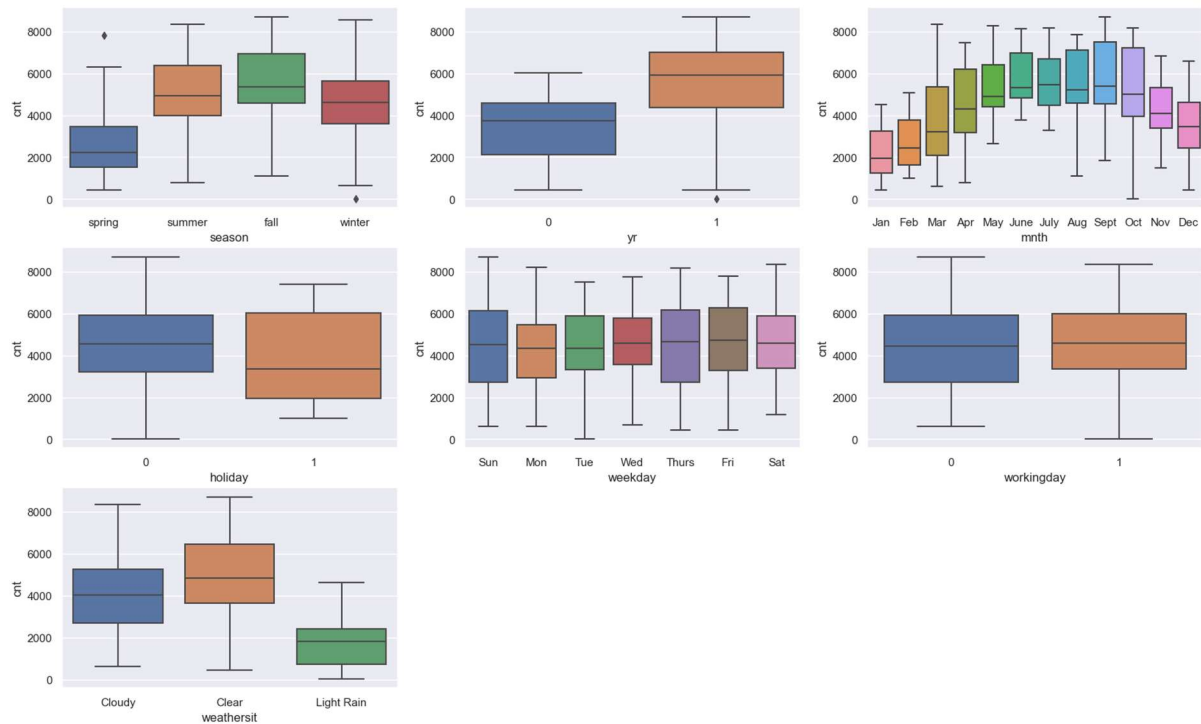 8000
6000
4000
2000
0
cnt
spring summer fall winter
season
8000
6000
4000
2000
0
cnt
0 1
yr
8000
6000
4000
2000
0
cnt
Jan Feb Mar Apr May June July Aug Sept Oct Nov Dec
mnth
8000
6000
4000
2000
0
cnt
0 1
holiday
8000
6000
4000
2000
0
cnt
Sun Mon Tue Wed Thurs Fri Sat
weekday
8000
6000
4000
2000
0
cnt
0 1
workingday
8000
6000
4000
2000
0
cnt
Cloudy Clear Light Rain
weathersit